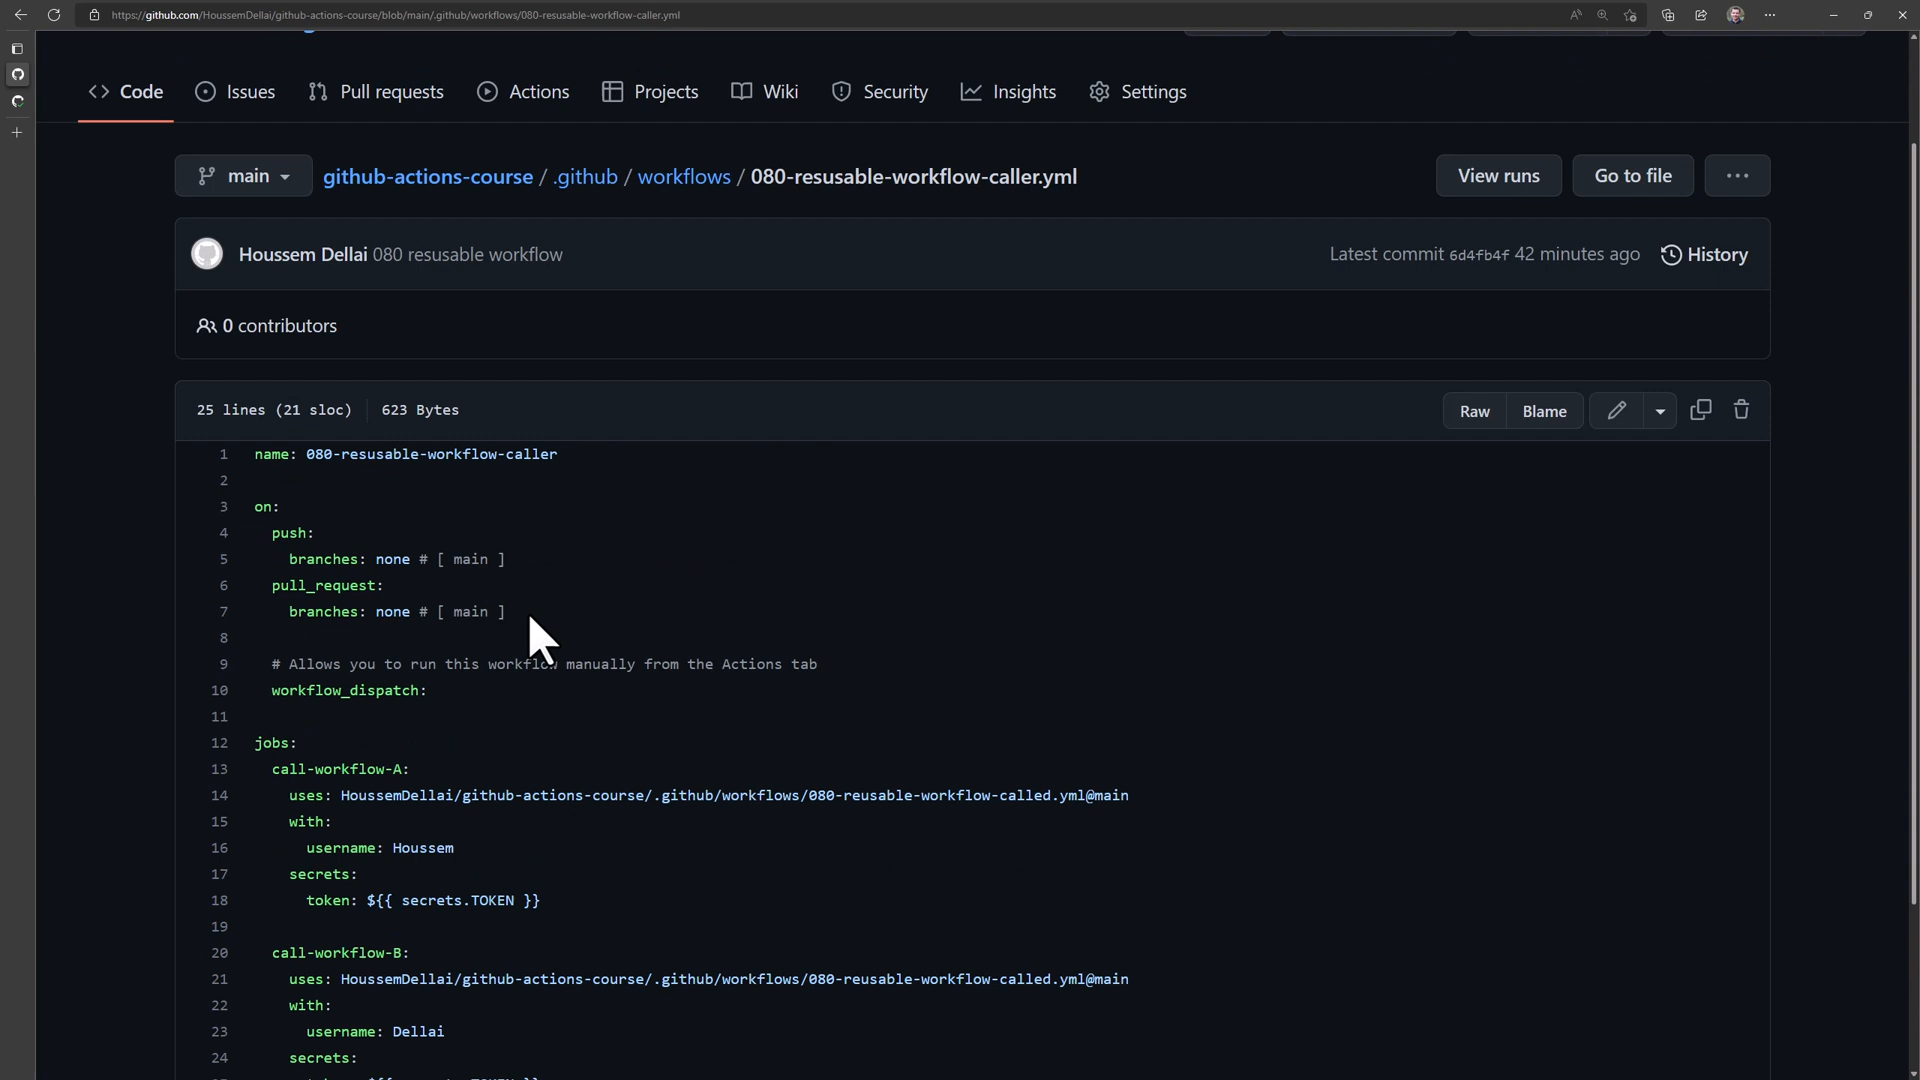 https://github.com/HoussemDellai/github-actions-course/blob/main/.github/workflows/080-resusable-workflow-caller.yml
Code Issues Pull requests Actions Projects Wiki Security Insights Settings
main github-actions-course / .github / workflows / 080-resusable-workflow-caller.yml View runs Go to file ...
Houssem Dellai 080 resusable workflow Latest commit 6d4fb4f 42 minutes ago History
0 contributors
25 lines (21 sloc) 623 Bytes Raw Blame
1 name: 080-resusable-workflow-caller
2
3 on:
4 push:
5 branches: none # [ main ]
6 pull_request:
7 branches: none # [ main ]
8
9 # Allows you to run this workflow manually from the Actions tab
10 workflow_dispatch:
11
12 jobs:
13 call-workflow-A:
14 uses: HoussemDellai/github-actions-course/.github/workflows/080-reusable-workflow-called.yml@main
15 with:
16 username: Houssem
17 secrets:
18 token: ${{ secrets.TOKEN }}
19
20 call-workflow-B:
21 uses: HoussemDellai/github-actions-course/.github/workflows/080-reusable-workflow-called.yml@main
22 with:
23 username: Dellai
24 secrets: